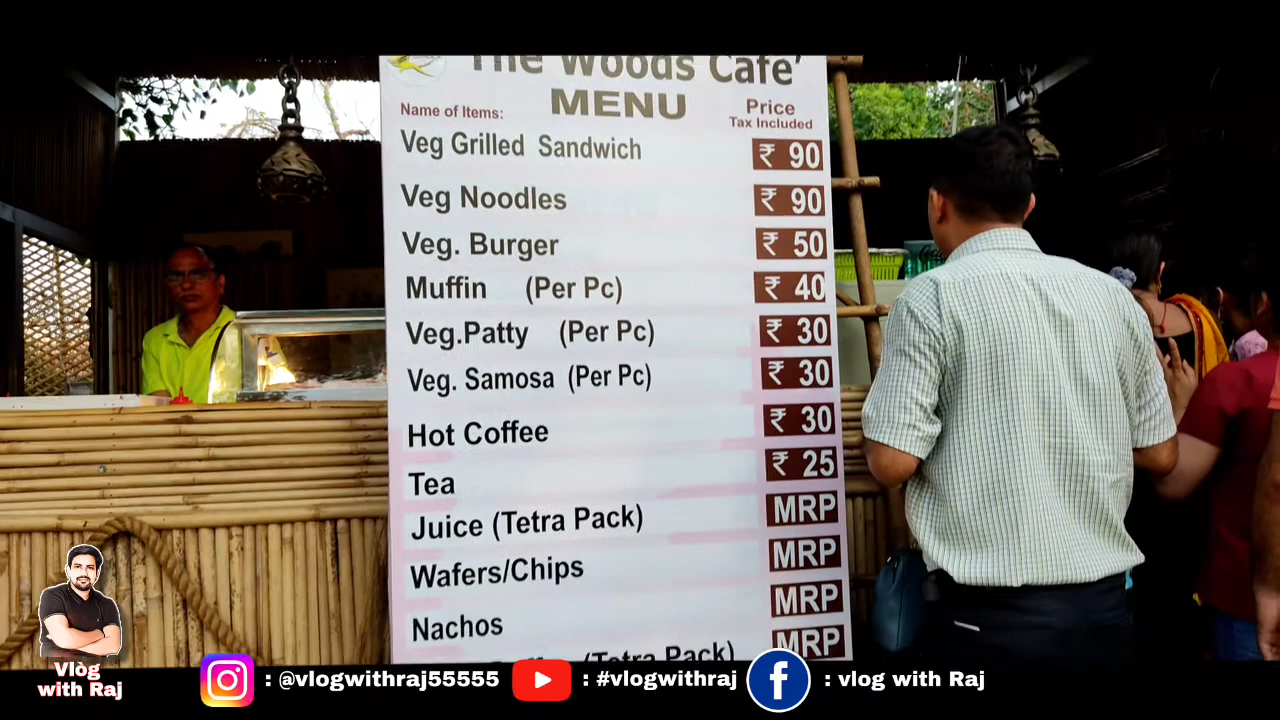 The Woods Cafe'
MENU
Name of Items:
Price
Tax Included
Veg Grilled Sandwich ₹ 90
Veg Noodles ₹ 90
Veg. Burger ₹ 50
Muffin (Per Pc) ₹ 40
Veg.Patty (Per Pc) ₹ 30
Veg. Samosa (Per Pc) ₹ 30
Hot Coffee ₹ 30
Tea ₹ 25
Juice (Tetra Pack) MRP
Wafers/Chips MRP
Nachos MRP
(Tetra Pack) MRP
Vlòg
with Raj
: @vlogwithraj55555
: #vlogwithraj
: vlog with Raj